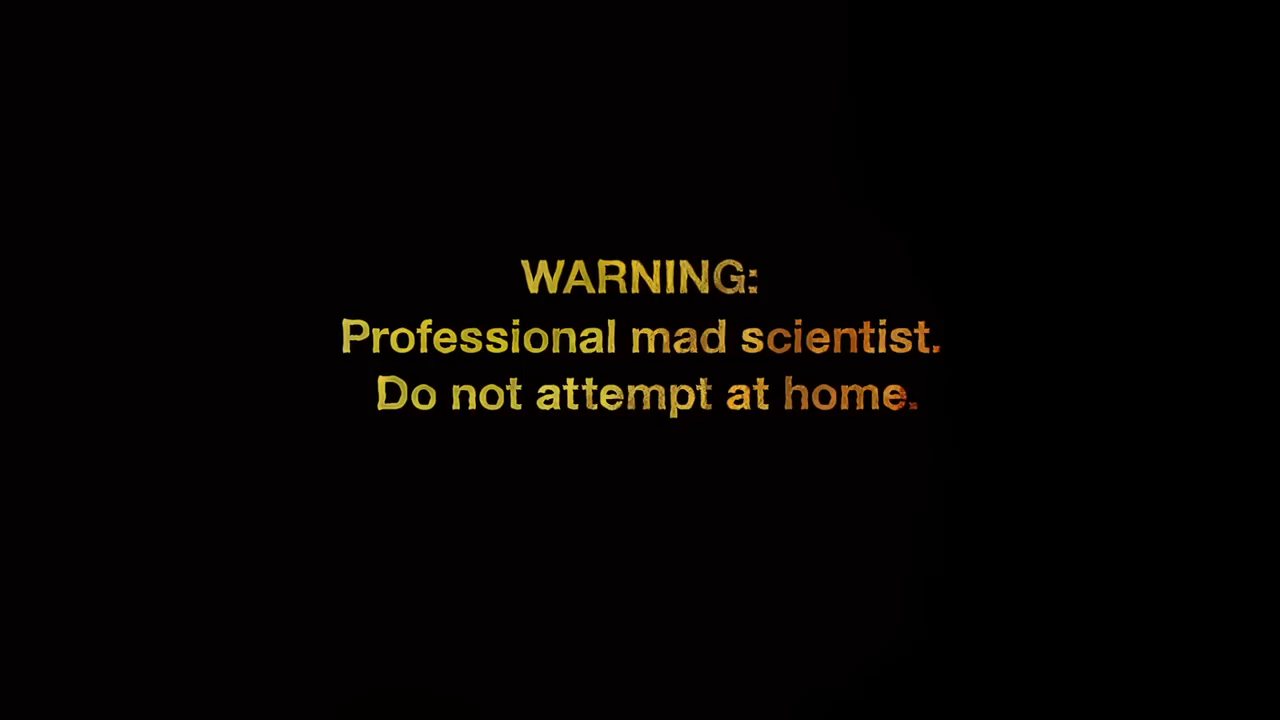 WARNING:
Professional mad scientist.
Do not attempt at home.